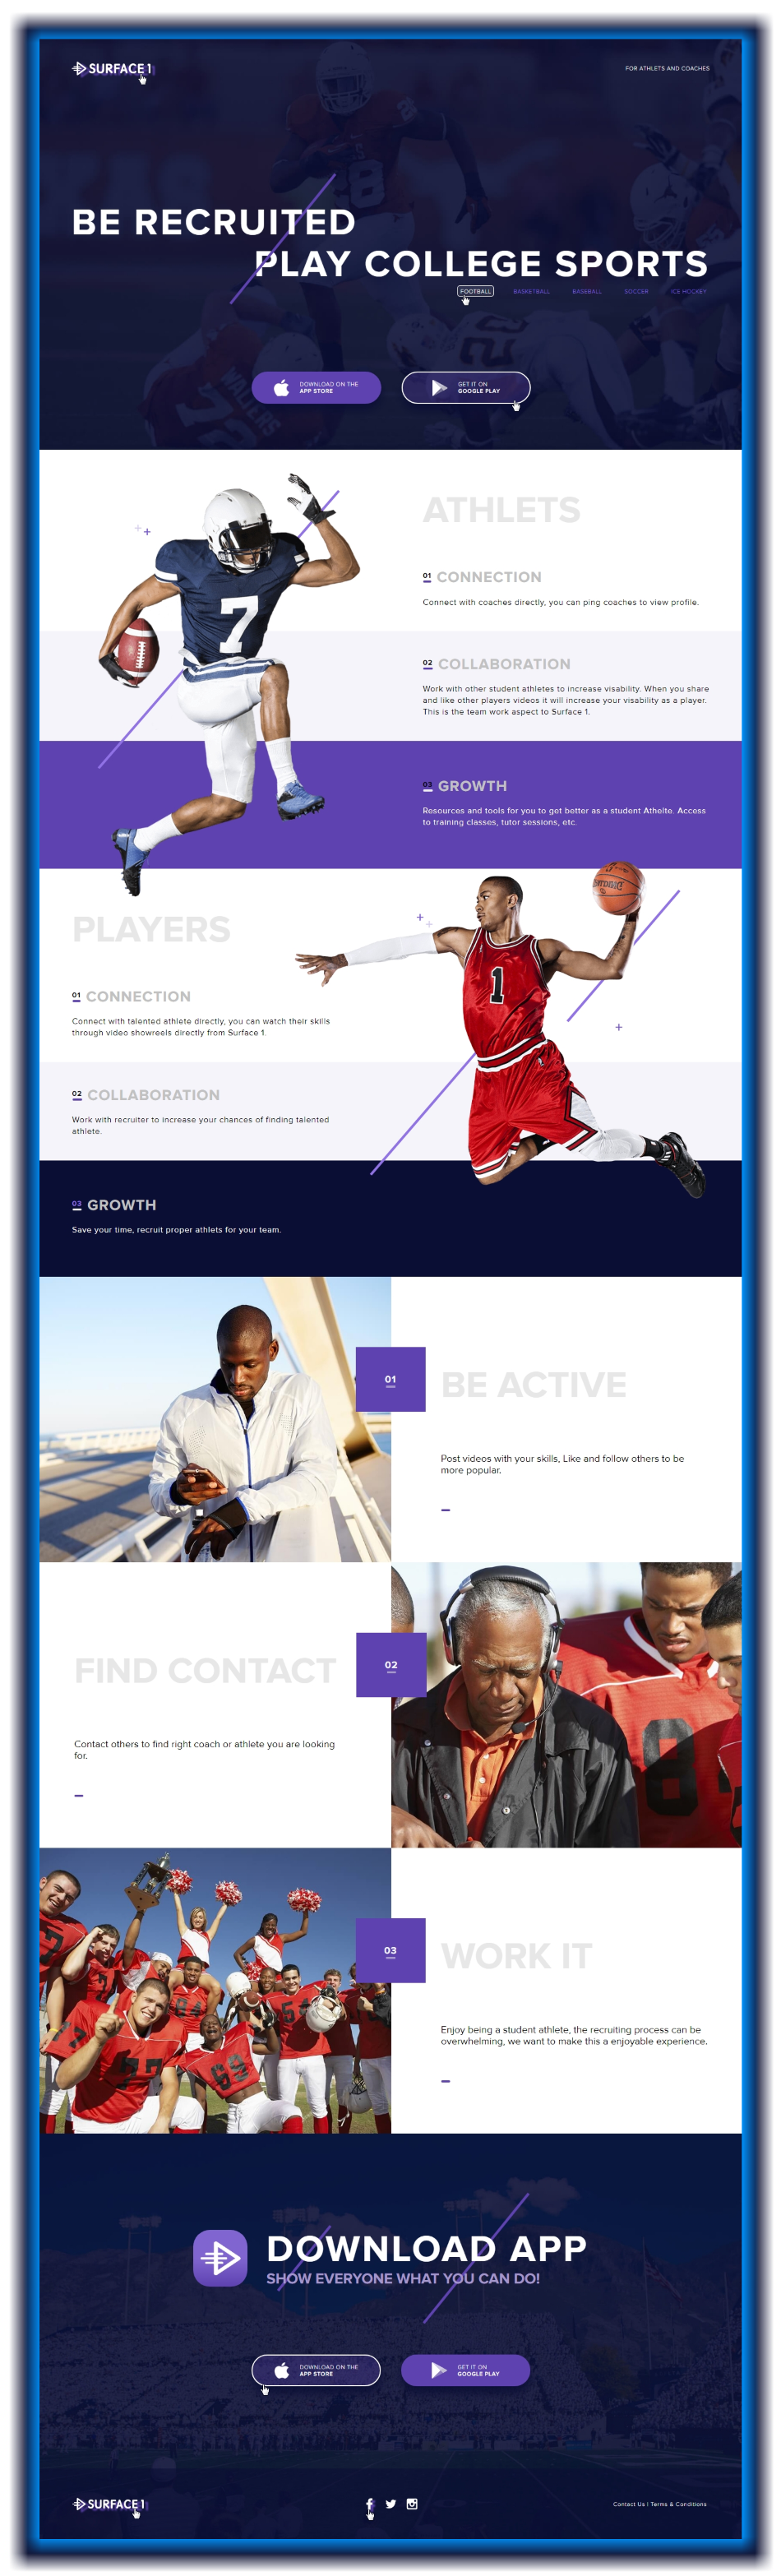 SURFACE 1
FOR ATHLETS AND COACHES
BE RECRUITED
PLAY COLLEGE SPORTS
FOOTBALL BASKETBALL BASEBALL SOCCER ICE HOCKEY
DOWNLOAD ON THE
APP STORE
GET IT ON
GOOGLE PLAY
7
ATHLETS
01 CONNECTION
Connect with coaches directly, you can ping coaches to view profile.
02 COLLABORATION
Work with other student athletes to increase visability. When you share
and like other players videos it will increase your visability as a player.
This is the team work aspect to Surface 1.
03 GROWTH
Resources and tools for you to get better as a student Athelte. Access
to training classes, tutor sessions, etc.
PLAYERS
1
01 CONNECTION
Connect with talented athlete directly, you can watch their skills
through video showreels directly from Surface 1.
02 COLLABORATION
Work with recruiter to increase your chances of finding talented
athlete.
03 GROWTH
Save your time, recruit proper athlets for your team.
01
BE ACTIVE
Post videos with your skills, Like and follow others to be
more popular.
02
FIND CONTACT
Contact others to find right coach or athlete you are looking
for.
8
03
WORK IT
Enjoy being a student athlete, the recruiting process can be
overwhelming, we want to make this a enjoyable experience.
84
51
77
69
DOWNLOAD APP
SHOW EVERYONE WHAT YOU CAN DO!
DOWNLOAD ON THE
APP STORE
GET IT ON
GOOGLE PLAY
SURFACE 1
Contact Us | Terms & Conditions